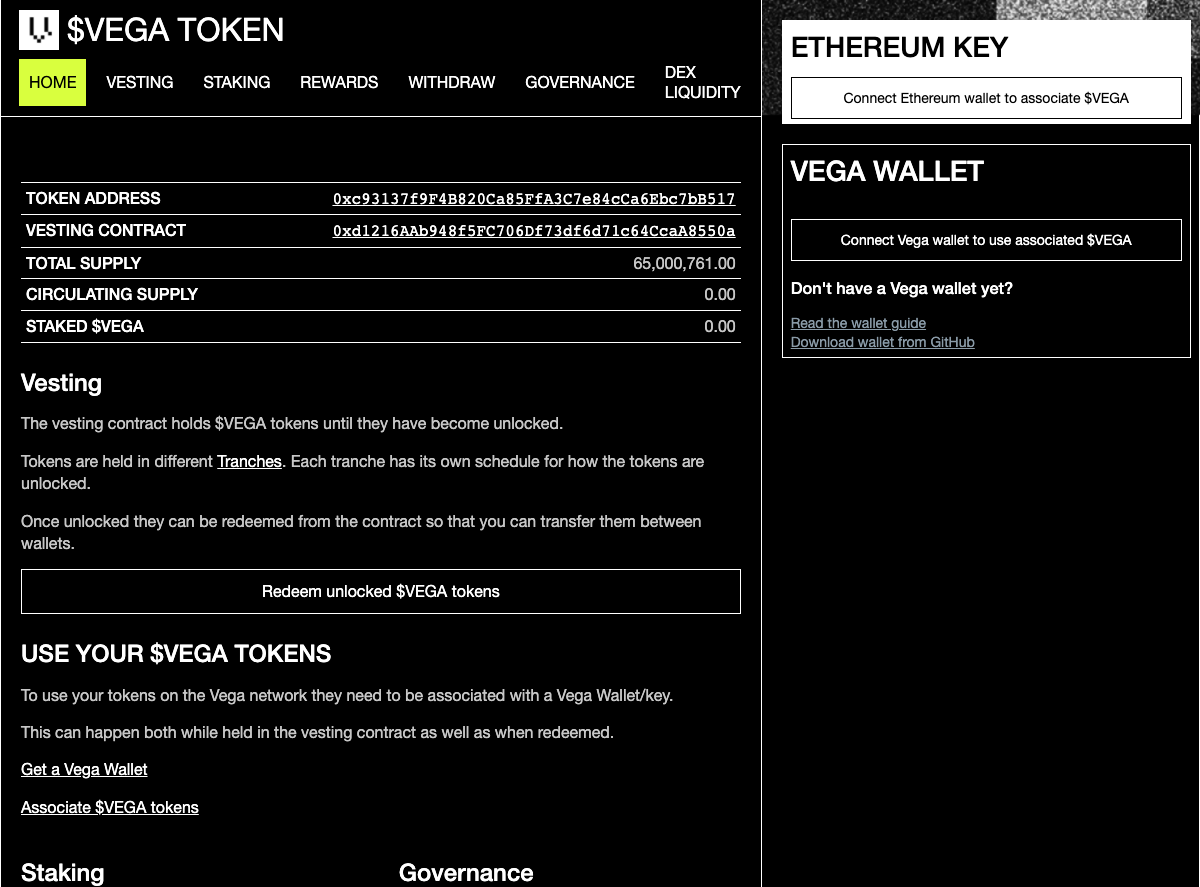 $VEGA TOKEN
HOME
VESTING
STAKING
REWARDS
WITHDRAW
GOVERNANCE
DEX
LIQUIDITY
TOKEN ADDRESS 0xc93137f9F4B820Ca85FfA3C7e84cCa6Ebc7bB517
VESTING CONTRACT 0xd1216AAb948f5FC706Df73df6d71c64CcaA8550a
TOTAL SUPPLY 65,000,761.00
CIRCULATING SUPPLY 0.00
STAKED $VEGA 0.00
Vesting
The vesting contract holds $VEGA tokens until they have become unlocked.
Tokens are held in different Tranches. Each tranche has its own schedule for how the tokens are
unlocked.
Once unlocked they can be redeemed from the contract so that you can transfer them between
wallets.
Redeem unlocked $VEGA tokens
USE YOUR $VEGA TOKENS
To use your tokens on the Vega network they need to be associated with a Vega Wallet/key.
This can happen both while held in the vesting contract as well as when redeemed.
Get a Vega Wallet
Associate $VEGA tokens
Staking
Governance
ETHEREUM KEY
Connect Ethereum wallet to associate $VEGA
VEGA WALLET
Connect Vega wallet to use associated $VEGA
Don't have a Vega wallet yet?
Read the wallet guide
Download wallet from GitHub